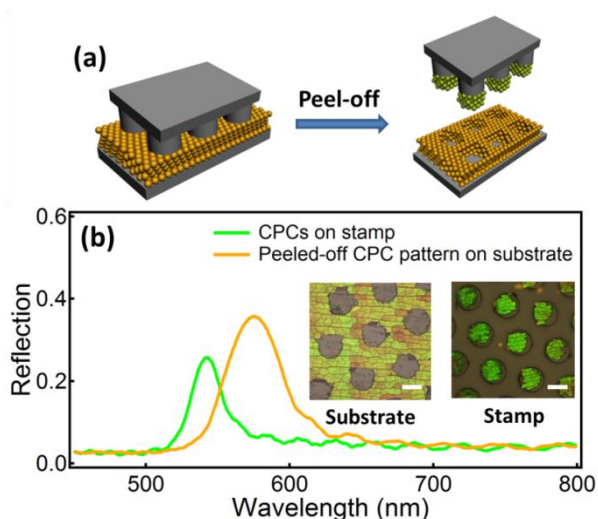 (a)
Peel-off
(b)
CPCs on stamp
Peeled-off CPC pattern on substrate
0.6
0.4
0.2
0.0
Reflection
Substrate
Stamp
500
600
700
800
Wavelength (nm)